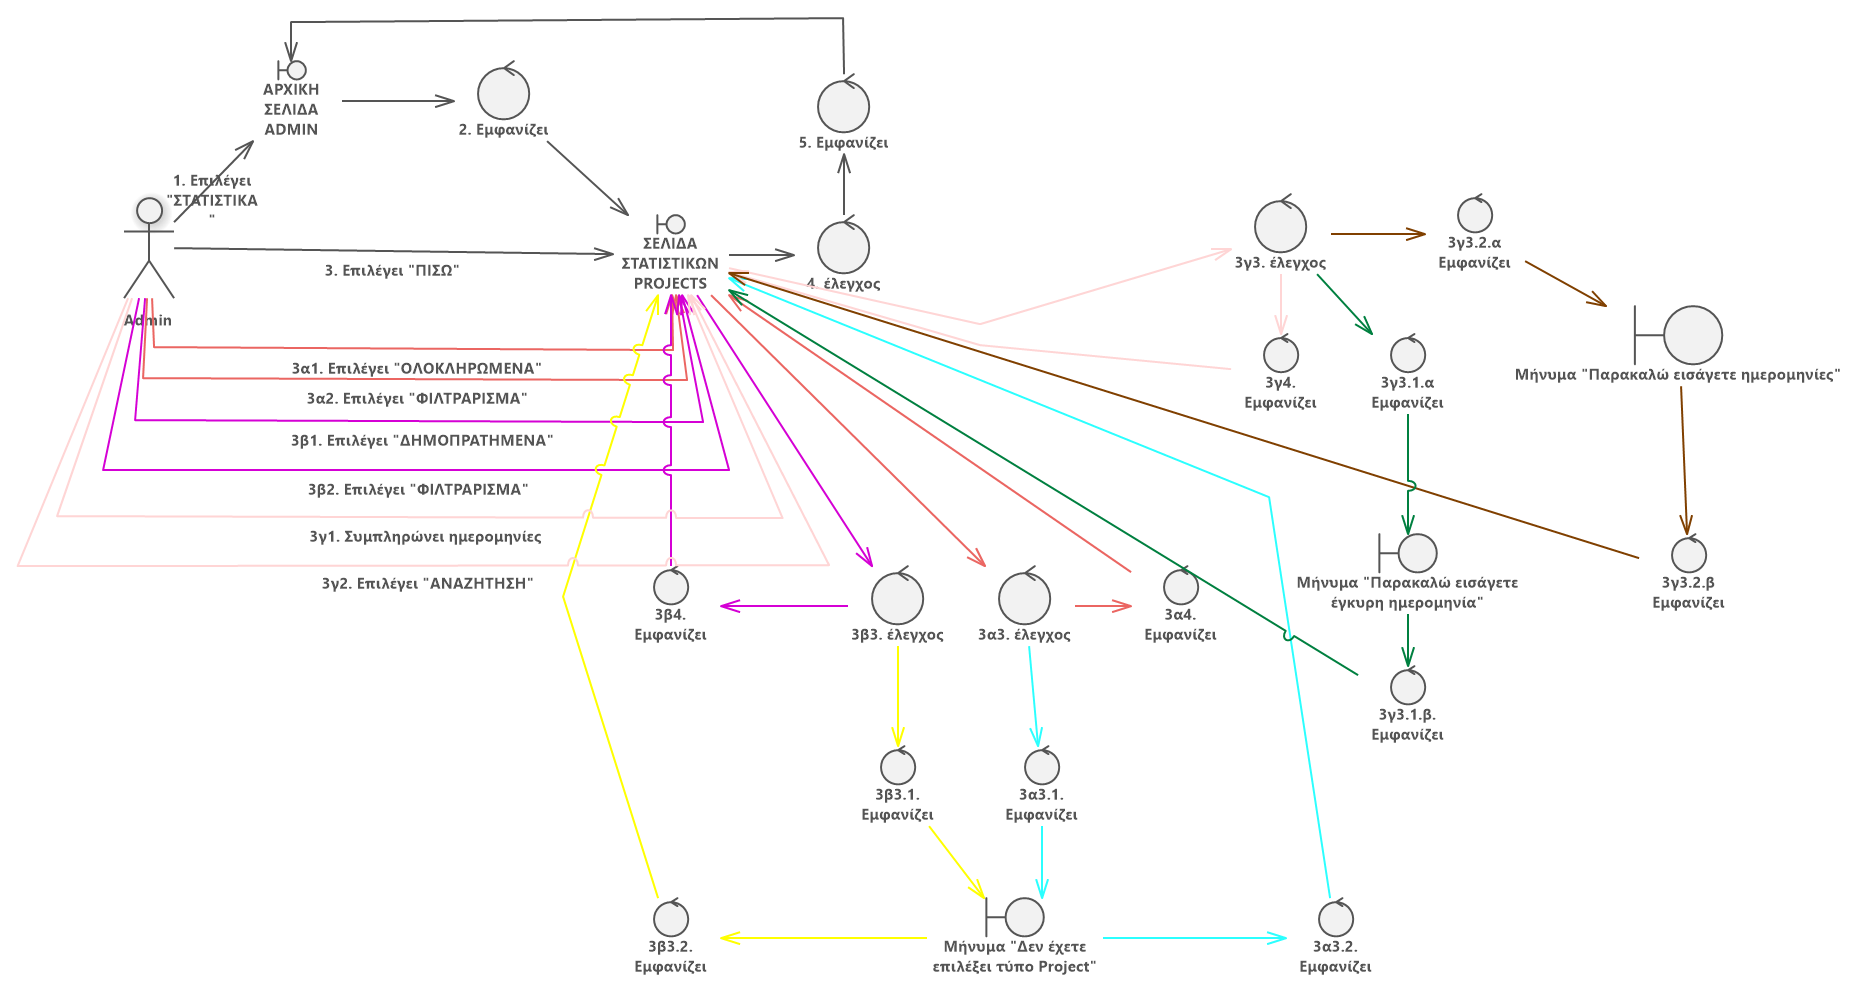 ΑΡΧΙΚΗ
ΣΕΛΙΔΑ
ADMIN
2. Εμφανίζει
5. Εμφανίζει
1. Επιλέγει
"ΣΤΑΤΙΣΤΙΚΑ
"
Admin
3. Επιλέγει "ΠΙΣΩ"
ΣΕΛΙΔΑ
ΣΤΑΤΙΣΤΙΚΩΝ
PROJECTS
4. έλεγχος
3γ3. έλεγχος
3γ3.2.α
Εμφανίζει
Μήνυμα "Παρακαλώ εισάγετε ημερομηνίες"
3γ4.
Εμφανίζει
3γ3.1.α
Εμφανίζει
3α1. Επιλέγει "ΟΛΟΚΛΗΡΩΜΕΝΑ"
3α2. Επιλέγει "ΦΙΛΤΡΑΡΙΣΜΑ"
3β1. Επιλέγει "ΔΗΜΟΠΡΑΤΗΜΕΝΑ"
3β2. Επιλέγει "ΦΙΛΤΡΑΡΙΣΜΑ"
3γ1. Συμπληρώνει ημερομηνίες
3γ2. Επιλέγει "ΑΝΑΖΗΤΗΣΗ"
3β4.
Εμφανίζει
3β3. έλεγχος
3α3. έλεγχος
3α4.
Εμφανίζει
Μήνυμα "Παρακαλώ εισάγετε
έγκυρη ημερομηνία"
3γ3.2.β
Εμφανίζει
3γ3.1.β.
Εμφανίζει
3β3.1.
Εμφανίζει
3α3.1.
Εμφανίζει
3β3.2.
Εμφανίζει
Μήνυμα "Δεν έχετε
επιλέξει τύπο Project"
3α3.2.
Εμφανίζει